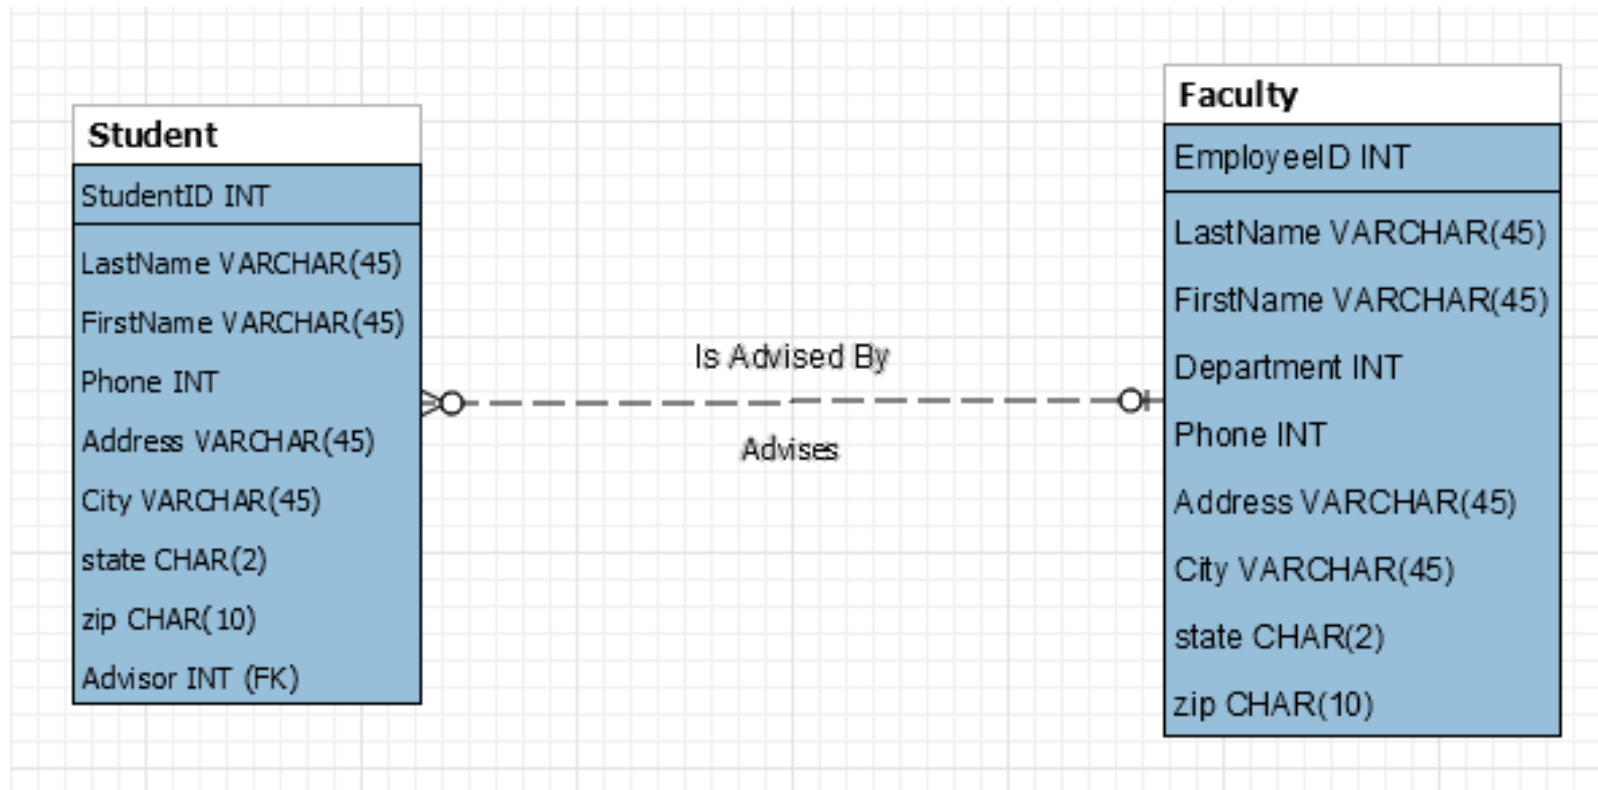 Student
StudentID INT
LastName VARCHAR(45)
FirstName VARCHAR(45)
Phone INT
Address VARCHAR(45)
City VARCHAR(45)
state CHAR(2)
zip CHAR(10)
Advisor INT (FK)
Is Advised By
Advises
Faculty
EmployeeID INT
LastName VARCHAR(45)
FirstName VARCHAR(45)
Department INT
Phone INT
Address VARCHAR(45)
City VARCHAR(45)
state CHAR(2)
zip CHAR(10)